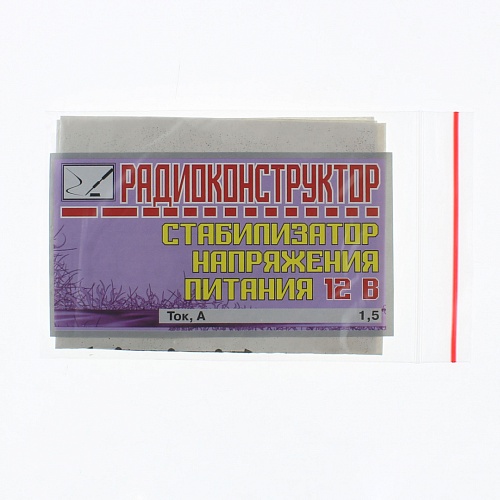 РАДИОКОНСТРУКТОР
СТАБИЛИЗАТОР
НАПРЯЖЕНИЯ
ПИТАНИЯ 12 В
Ток, А 1,5